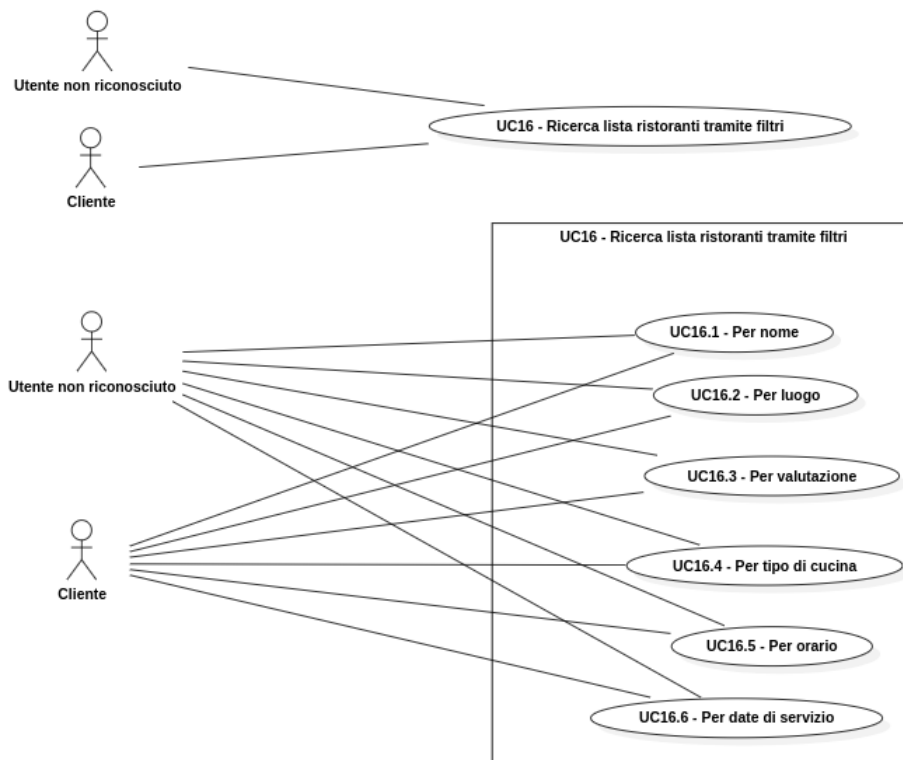 Utente non riconosciuto
UC16 - Ricerca lista ristoranti tramite filtri
Cliente
UC16 - Ricerca lista ristoranti tramite filtri
UC16.1 - Per nome
Utente non riconosciuto
UC16.2 - Per luogo
UC16.3 - Per valutazione
UC16.4 - Per tipo di cucina
Cliente
UC16.5 - Per orario
UC16.6 - Per date di servizio